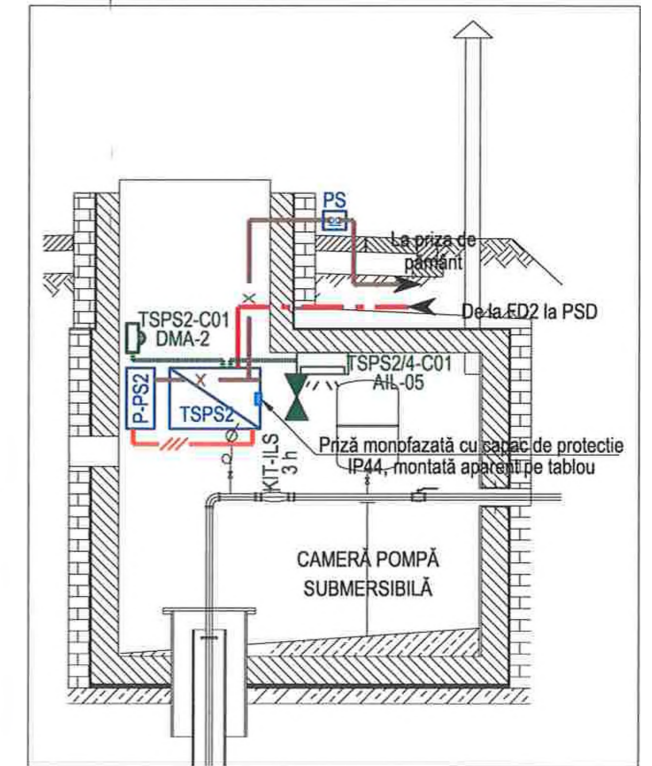 PS
La priza de
pământ
De la FD2 la PSD
TSPS2-C01
DMA-2
TSPS2/4-C01
AIL-05
P-PS2
TSPS2
KIT-ILS
3 h
Priză monofazată cu capac de protectie
IP44, montată aparent pe tablou
CAMERĂ POMPĂ
SUBMERSIBILĂ